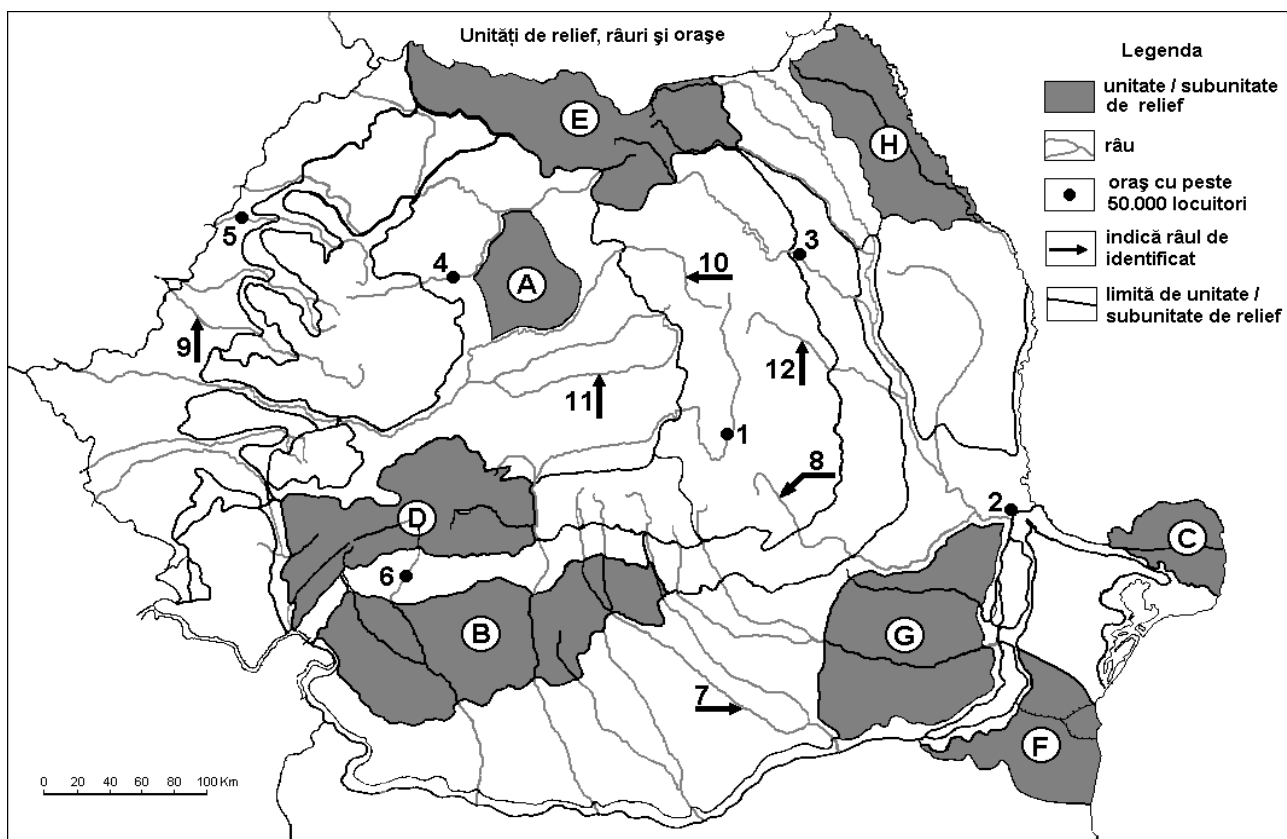 Unități de relief, râuri și orașe
Legenda
unitate / subunitate
de relief
râu
oraș cu peste
50.000 locuitori
indică râul de
identificat
limită de unitate /
subunitate de relief
E
H
5
4
A
10
3
9
11
12
1
8
2
C
D
6
B
G
7
F
0 20 40 60 80 100 Km